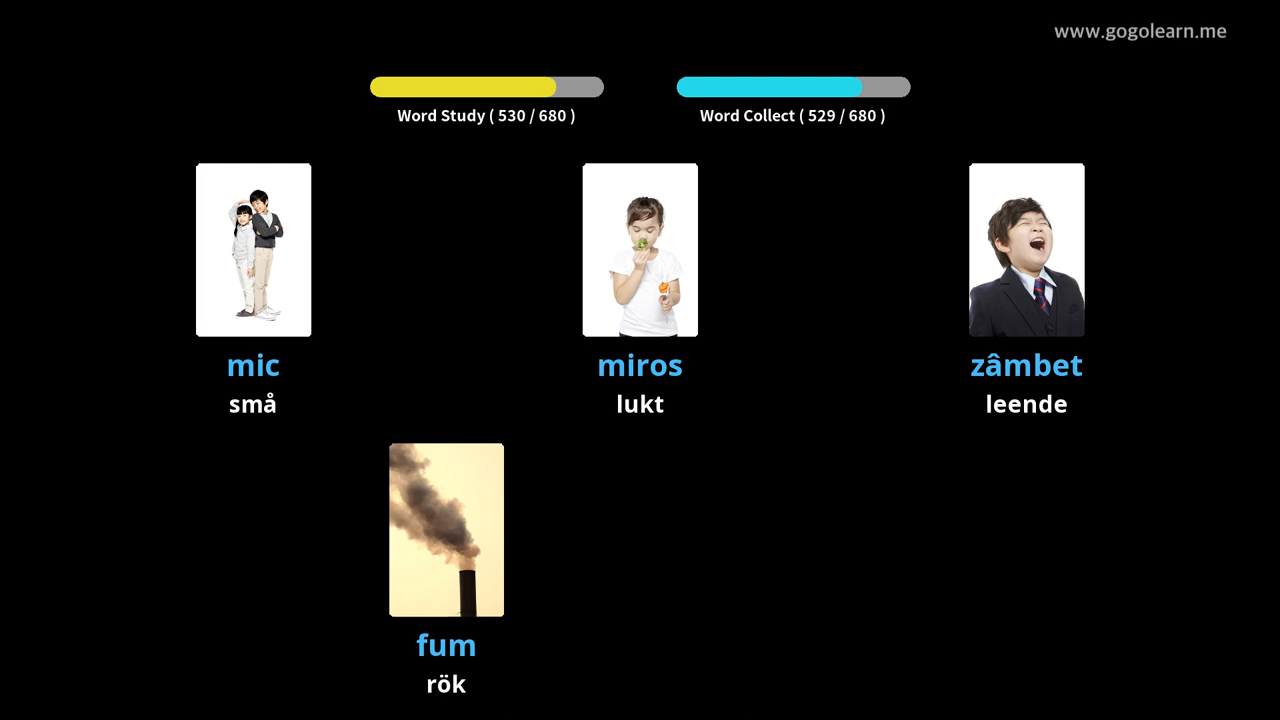 www.gogolearn.me
Word Study ( 530 / 680 )
Word Collect ( 529 / 680 )
mic
små
miros
lukt
zâmbet
leende
fum
rök